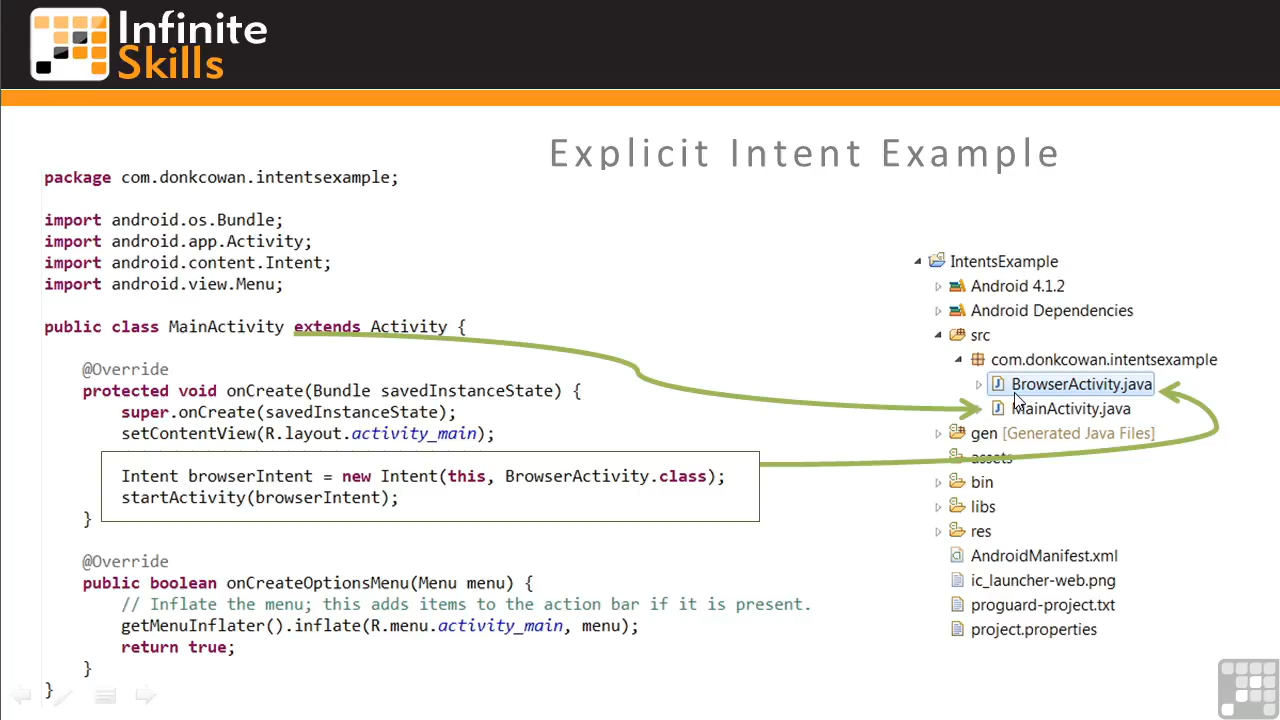 Infinite
Skills
Explicit Intent Example
package com.donkcowan.intentsexample;
import android.os.Bundle;
import android.app.Activity;
import android.content.Intent;
import android.view.Menu;
public class MainActivity extends Activity {
@Override
protected void onCreate(Bundle savedInstanceState) {
super.onCreate(savedInstanceState);
setContentView(R.layout.activity_main);
Intent browserIntent = new Intent(this, BrowserActivity.class);
startActivity(browserIntent);
}
@Override
public boolean onCreateOptionsMenu(Menu menu) {
// Inflate the menu; this adds items to the action bar if it is present.
getMenuInflater().inflate(R.menu.activity_main, menu);
return true;
}
}
IntentsExample
Android 4.1.2
Android Dependencies
src
com.donkcowan.intentsexample
BrowserActivity.java
MainActivity.java
gen [Generated Java Files]
assets
bin
libs
res
AndroidManifest.xml
ic_launcher-web.png
proguard-project.txt
project.properties